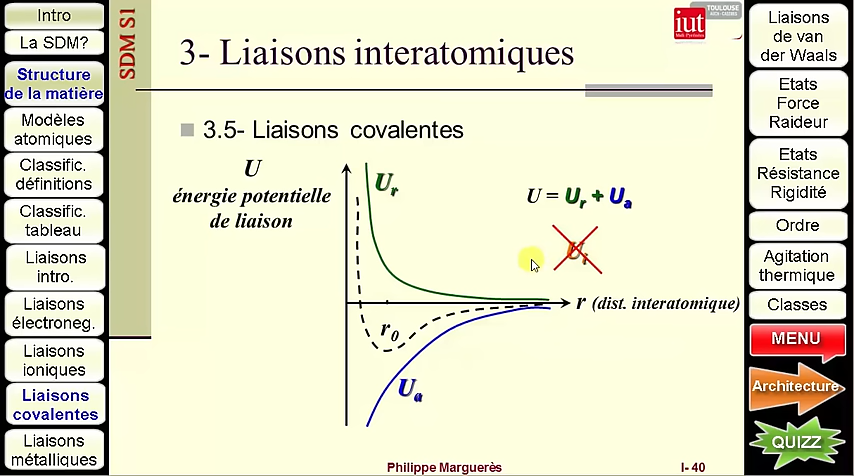 Intro
La SDM?
Structure
de la matière
Modèles
atomiques
Classific.
définitions
Classific.
tableau
Liaisons
intro.
Liaisons
électroneg.
Liaisons
ioniques
Liaisons
covalentes
Liaisons
métalliques
SDM S1
3- Liaisons interatomiques
iut
TOULOUSE
3.5- Liaisons covalentes
U
énergie potentielle
de liaison
Ur
U = Ur + Ua
r (dist. interatomique)
r0
Ua
Philippe Marguerès
I- 40
Liaisons
de van
der Waals
Etats
Force
Raideur
Etats
Résistance
Rigidité
Ordre
Agitation
thermique
Classes
MENU
Architecture
QUIZZ